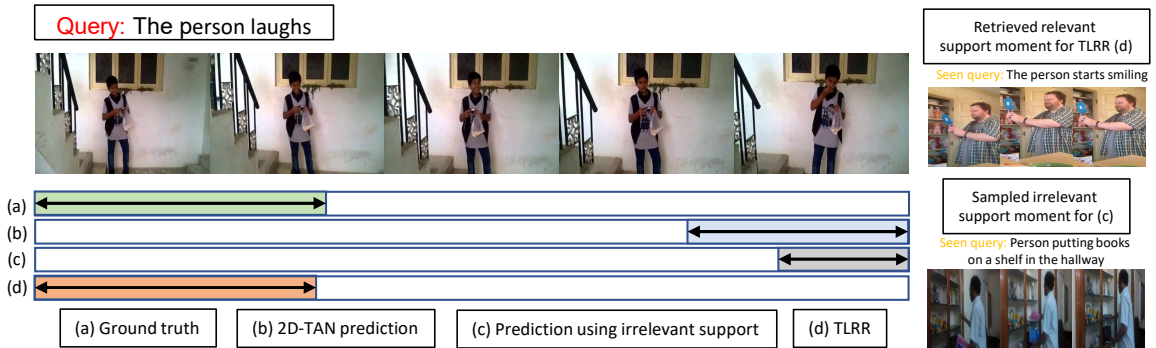 Query: The person laughs
(a)
(b)
(c)
(d)
(a) Ground truth
(b) 2D-TAN prediction
(c) Prediction using irrelevant support
(d) TLRR
Retrieved relevant
support moment for TLRR (d)
Seen query: The person starts smiling
Sampled irrelevant
support moment for (c)
Seen query: Person putting books
on a shelf in the hallway